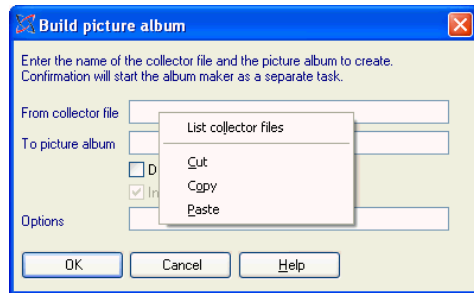 Build picture album
Enter the name of the collector file and the picture album to create.
Confirmation will start the album maker as a separate task.
From collector file
List collector files
To picture album
Cut
Copy
Paste
Options
OK Cancel Help